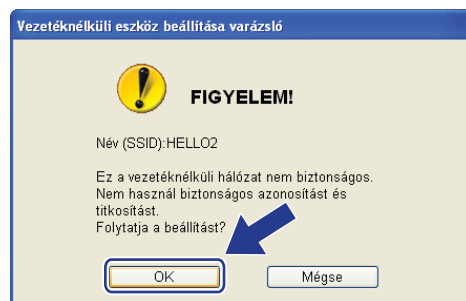 Vezetéknélküli eszköz beállítása varázsló
FIGYELEM!
Név (SSID):HELLO2
Ez a vezetéknélküli hálózat nem biztonságos.
Nem használ biztonságos azonosítást és
titkosítást.
Folytatja a beállítást?
OK
Mégse